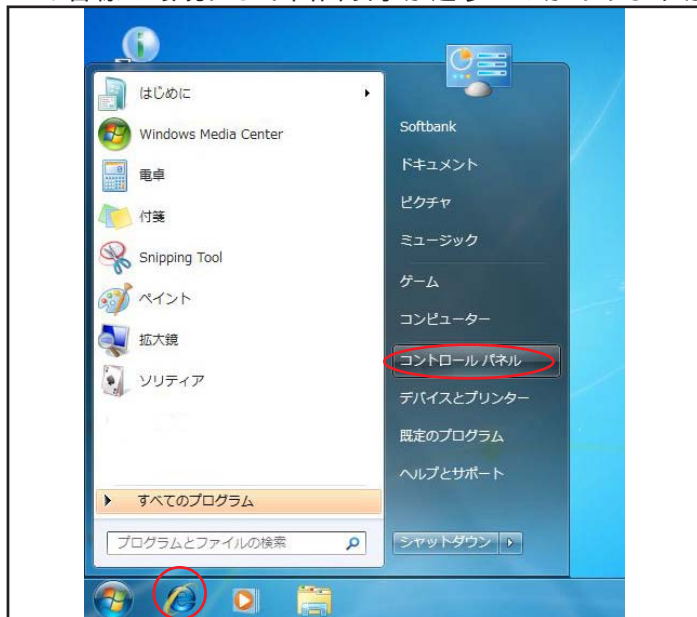 はじめに
Windows Media Center
電卓
付箋
Snipping Tool
ペイント
拡大鏡
ソリティア
すべてのプログラム
プログラムとファイルの検索
Softbank
ドキュメント
ピクチャ
ミュージック
ゲーム
コンピューター
コントロール パネル
デバイスとプリンター
既定のプログラム
ヘルプとサポート
シャットダウン